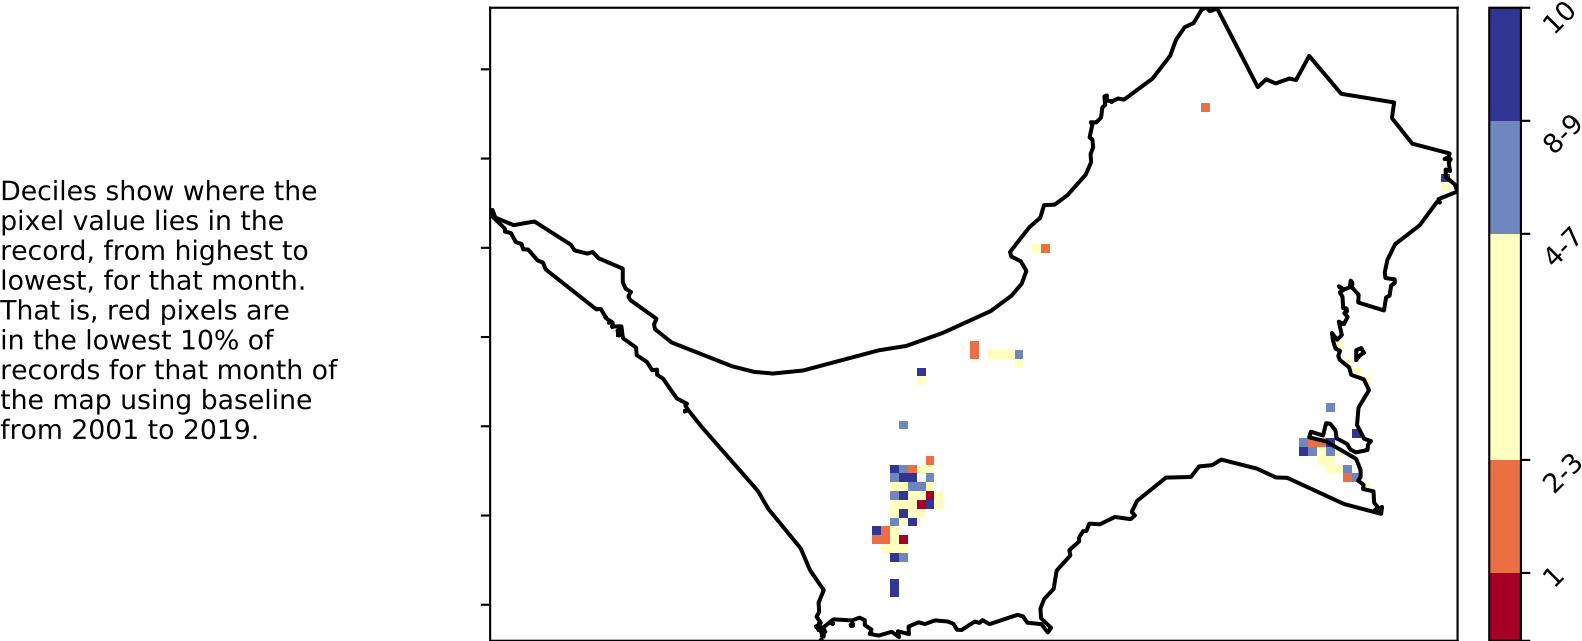 Deciles show where the
pixel value lies in the
record, from highest to
lowest, for that month.
That is, red pixels are
in the lowest 10% of
records for that month of
the map using baseline
from 2001 to 2019.
10
8-9
4-7
2-3
1